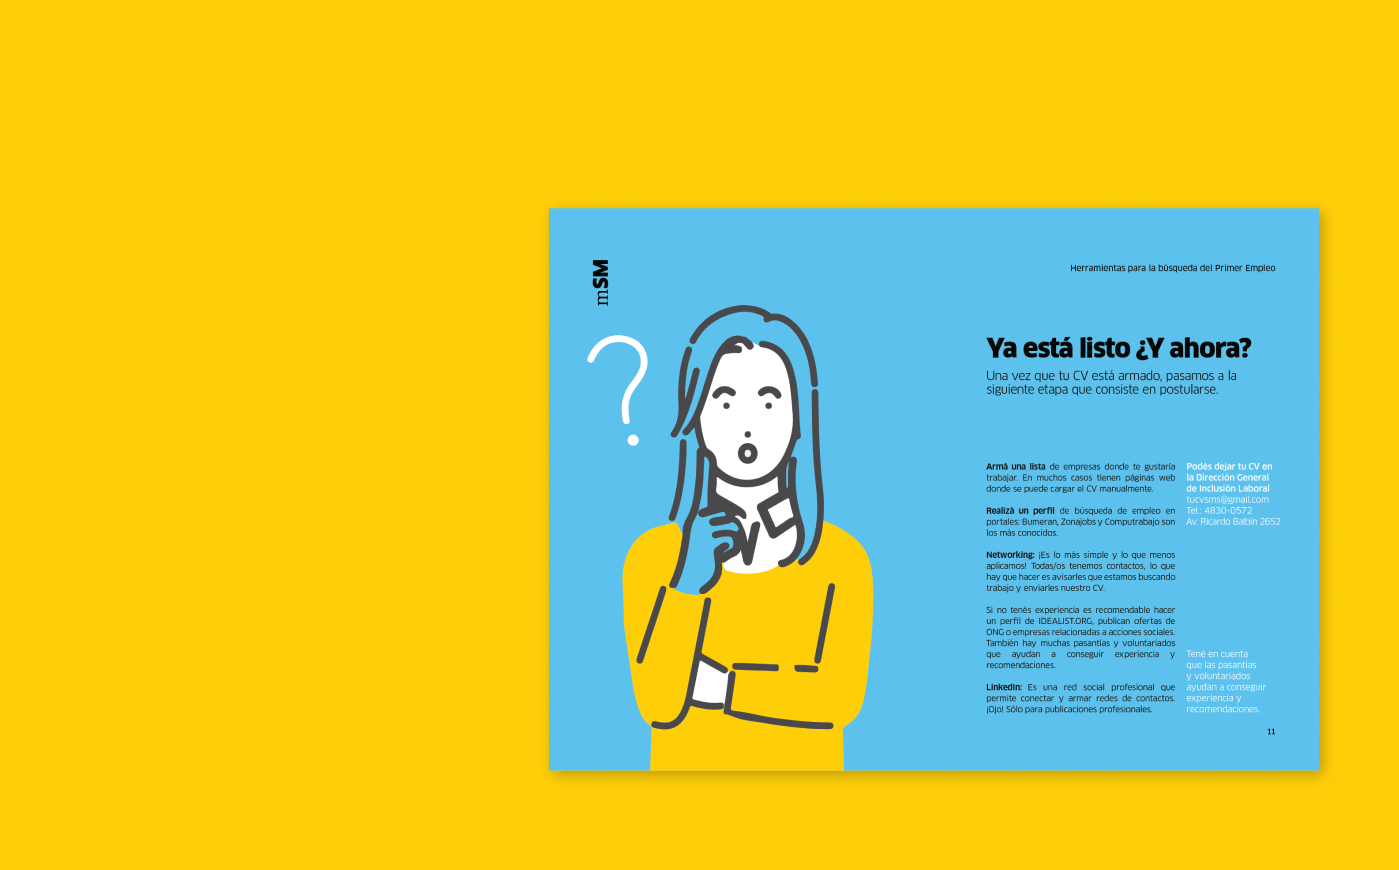 mSM
Herramientas para la búsqueda del Primer Empleo
Ya está listo ¿Y ahora?
Una vez que tu CV está armado, pasamos a la
siguiente etapa que consiste en postularse.
Armá una lista de empresas donde te gustaría
trabajar. En muchos casos tienen páginas web
donde se puede cargar el CV manualmente.
Realizá un perfil de búsqueda de empleo en
portales: Bumeran, Zonajobs y Computrabajo son
los más conocidos.
Networking: ¡Es lo más simple y lo que menos
aplicamos! Todas/os tenemos contactos, lo que
hay que hacer es avisarles que estamos buscando
trabajo y enviarles nuestro CV.
Si no tenés experiencia es recomendable hacer
un perfil de IDEALIST.ORG, publican ofertas de
ONG o empresas relacionadas a acciones sociales.
También hay muchas pasantías y voluntariados
que ayudan a conseguir experiencia y
recomendaciones.
LinkedIn: Es una red social profesional que
permite conectar y armar redes de contactos.
¡Ojo! Sólo para publicaciones profesionales.
Podés dejar tu CV en
la Dirección General
de Inclusión Laboral
tucvsms@gmail.com
Tel.: 4830-0572
Av. Ricardo Balbín 2652
Tené en cuenta
que las pasantías
y voluntariados
ayudan a conseguir
experiencia y
recomendaciones.
11